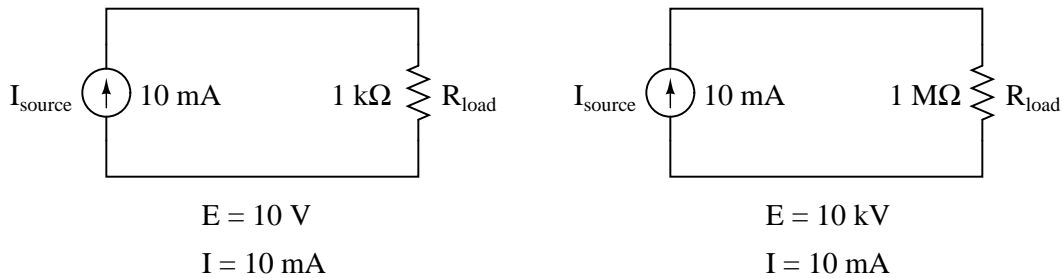 I_source 10 mA 1 kΩ R_load
E = 10 V
I = 10 mA
I_source 10 mA 1 MΩ R_load
E = 10 kV
I = 10 mA